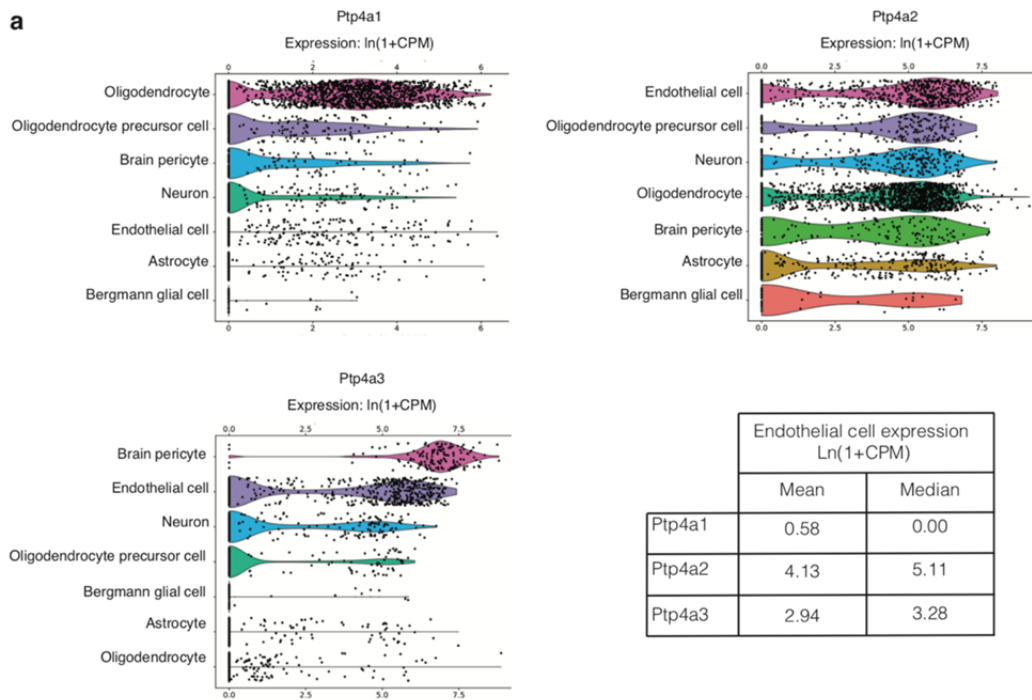 a
Ptp4a1
Expression: ln(1+CPM)
0 2 4 6
Oligodendrocyte
Oligodendrocyte precursor cell
Brain pericyte
Neuron
Endothelial cell
Astrocyte
Bergmann glial cell
0 2 4 6
Ptp4a2
Expression: ln(1+CPM)
0.0 2.5 5.0 7.5
Endothelial cell
Oligodendrocyte precursor cell
Neuron
Oligodendrocyte
Brain pericyte
Astrocyte
Bergmann glial cell
0.0 2.5 5.0 7.5
Ptp4a3
Expression: ln(1+CPM)
0.0 2.5 5.0 7.5
Brain pericyte
Endothelial cell
Neuron
Oligodendrocyte precursor cell
Bergmann glial cell
Astrocyte
Oligodendrocyte
0.0 2.5 5.0 7.5
Endothelial cell expression
Ln(1+CPM)
Mean Median
Ptp4a1 0.58 0.00
Ptp4a2 4.13 5.11
Ptp4a3 2.94 3.28